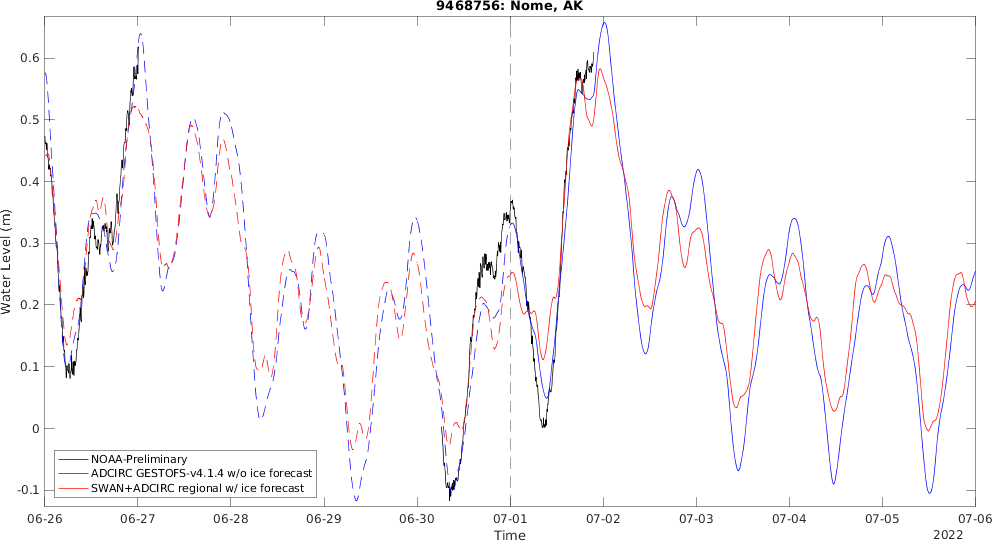 9468756: Nome, AK
Water Level (m)
0.6
0.5
0.4
0.3
0.2
0.1
0
-0.1
NOAA-Preliminary
ADCIRC GESTOFS-v4.1.4 w/o ice forecast
SWAN+ADCIRC regional w/ ice forecast
06-26 06-27 06-28 06-29 06-30 07-01 07-02 07-03 07-04 07-05 07-06
Time
2022